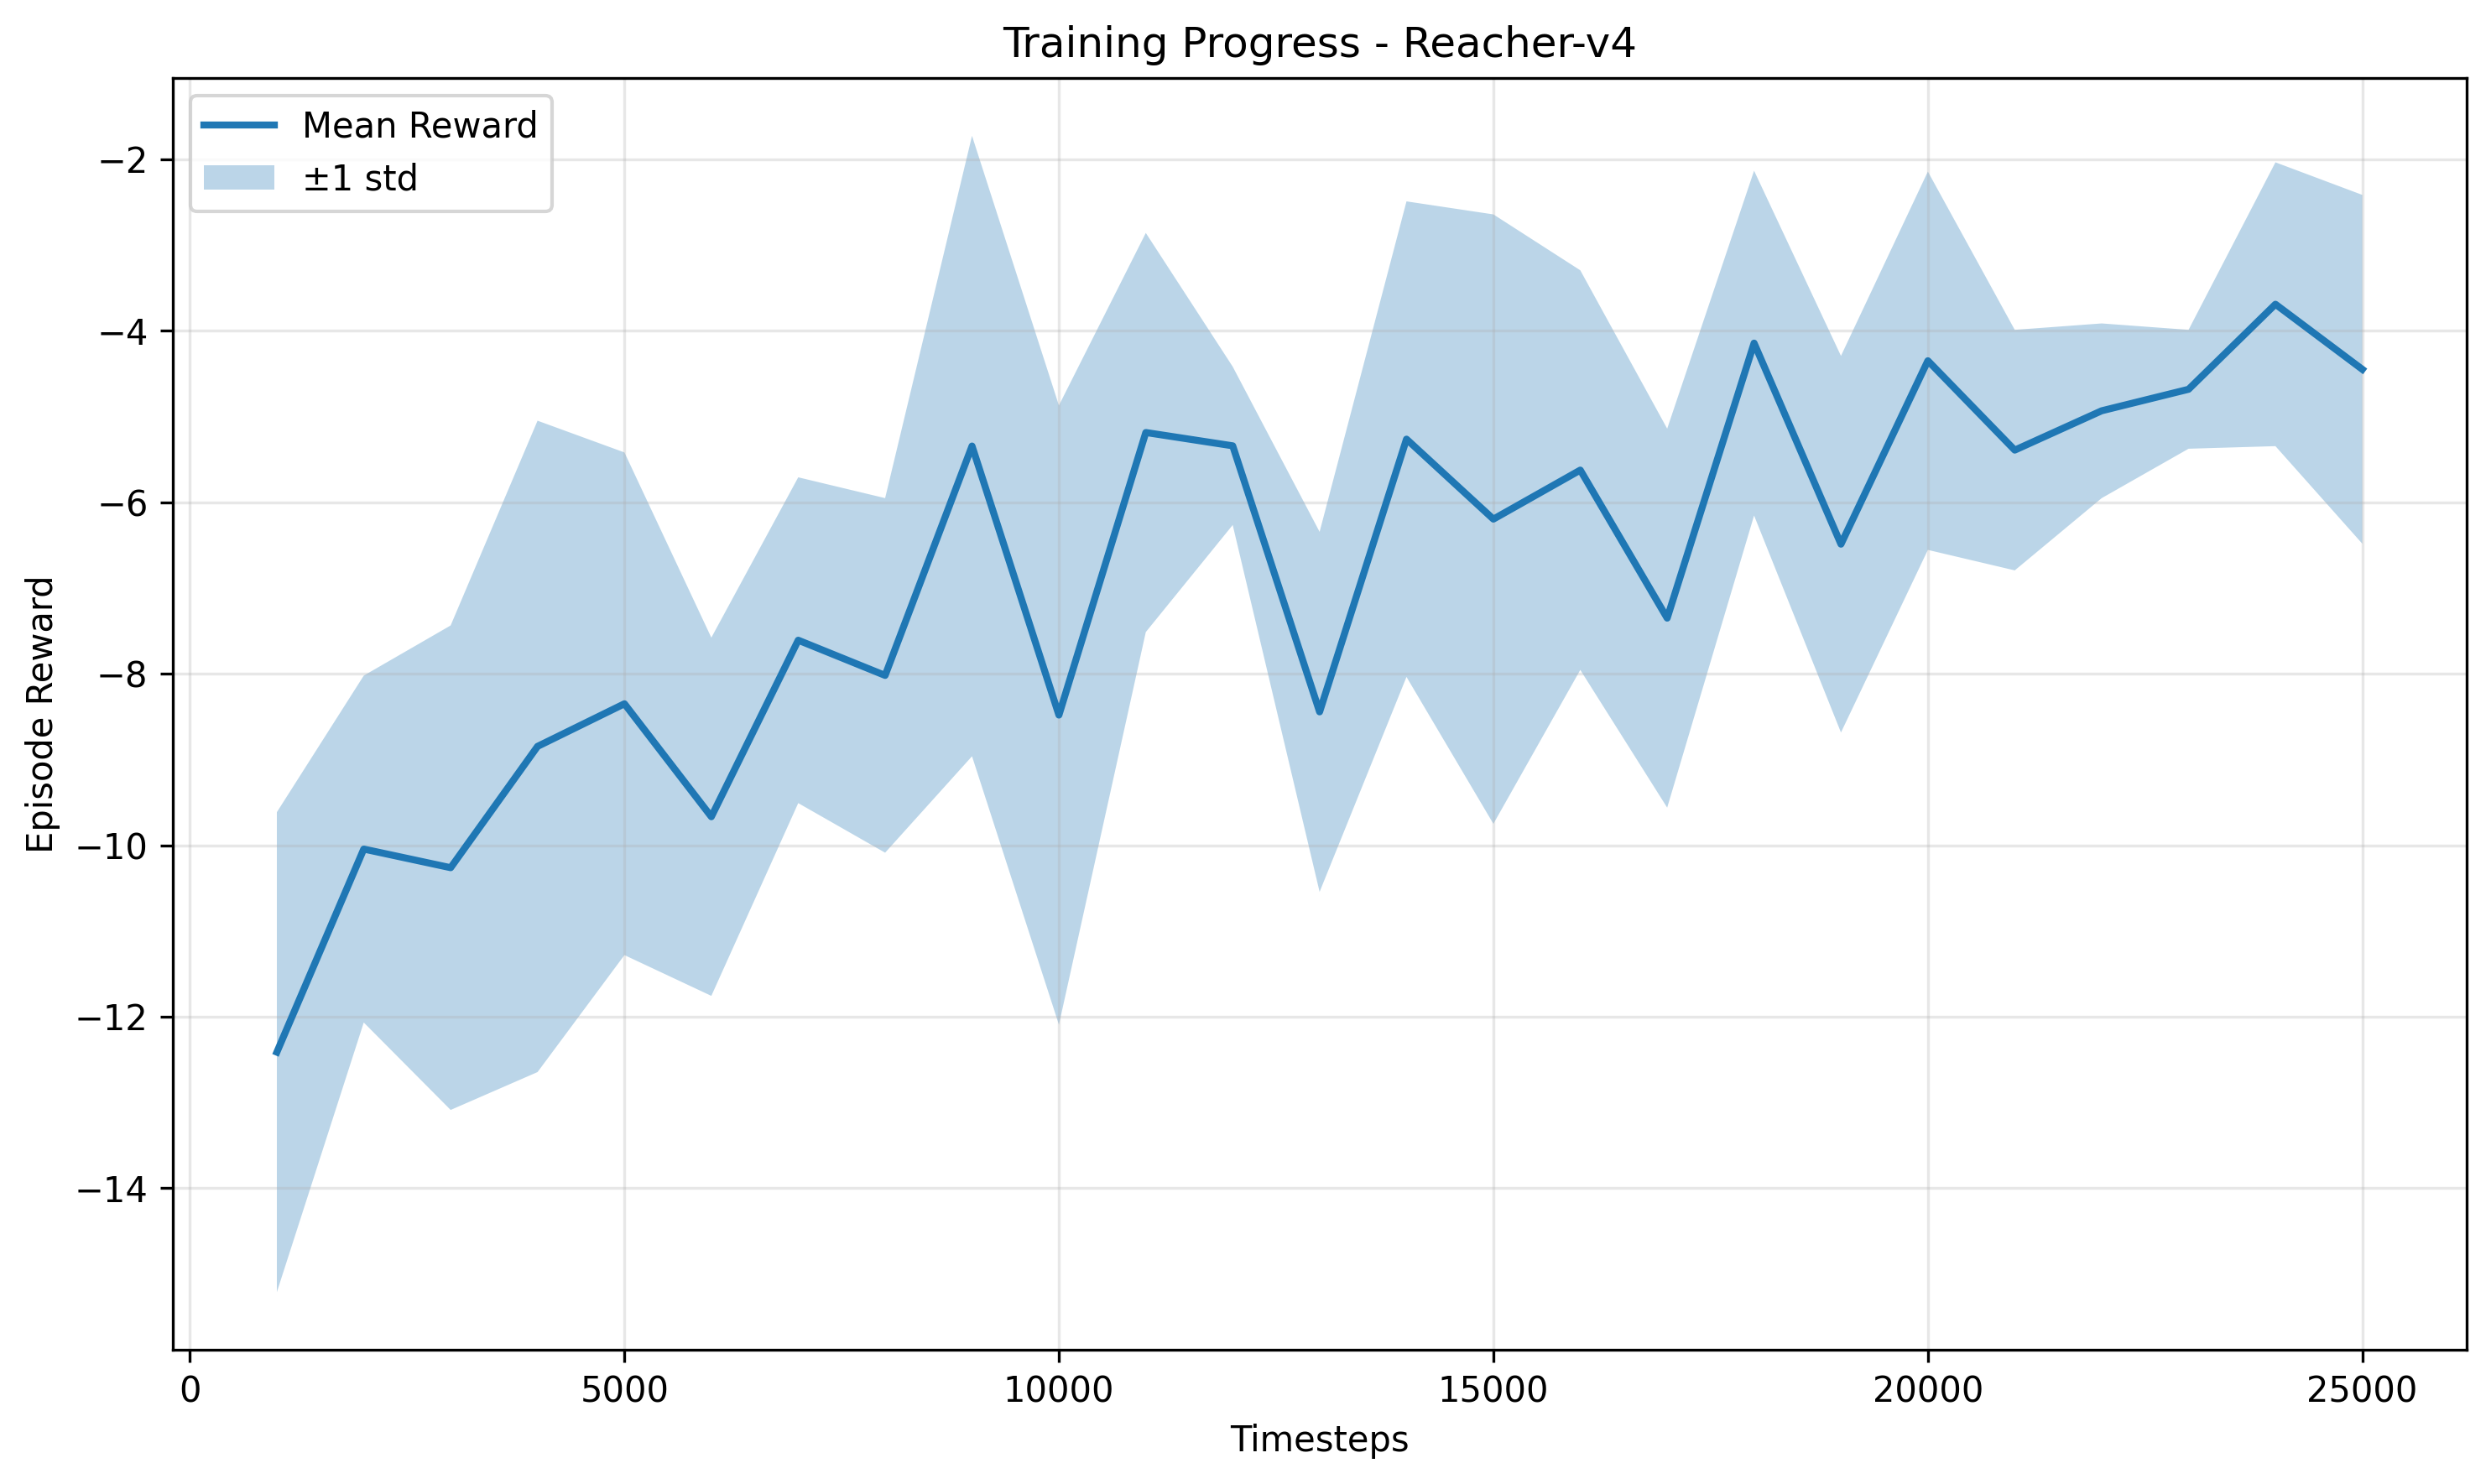 Training Progress - Reacher-v4
Mean Reward
±1 std
Episode Reward
−2
−4
−6
−8
−10
−12
−14
0
5000
10000
15000
20000
25000
Timesteps